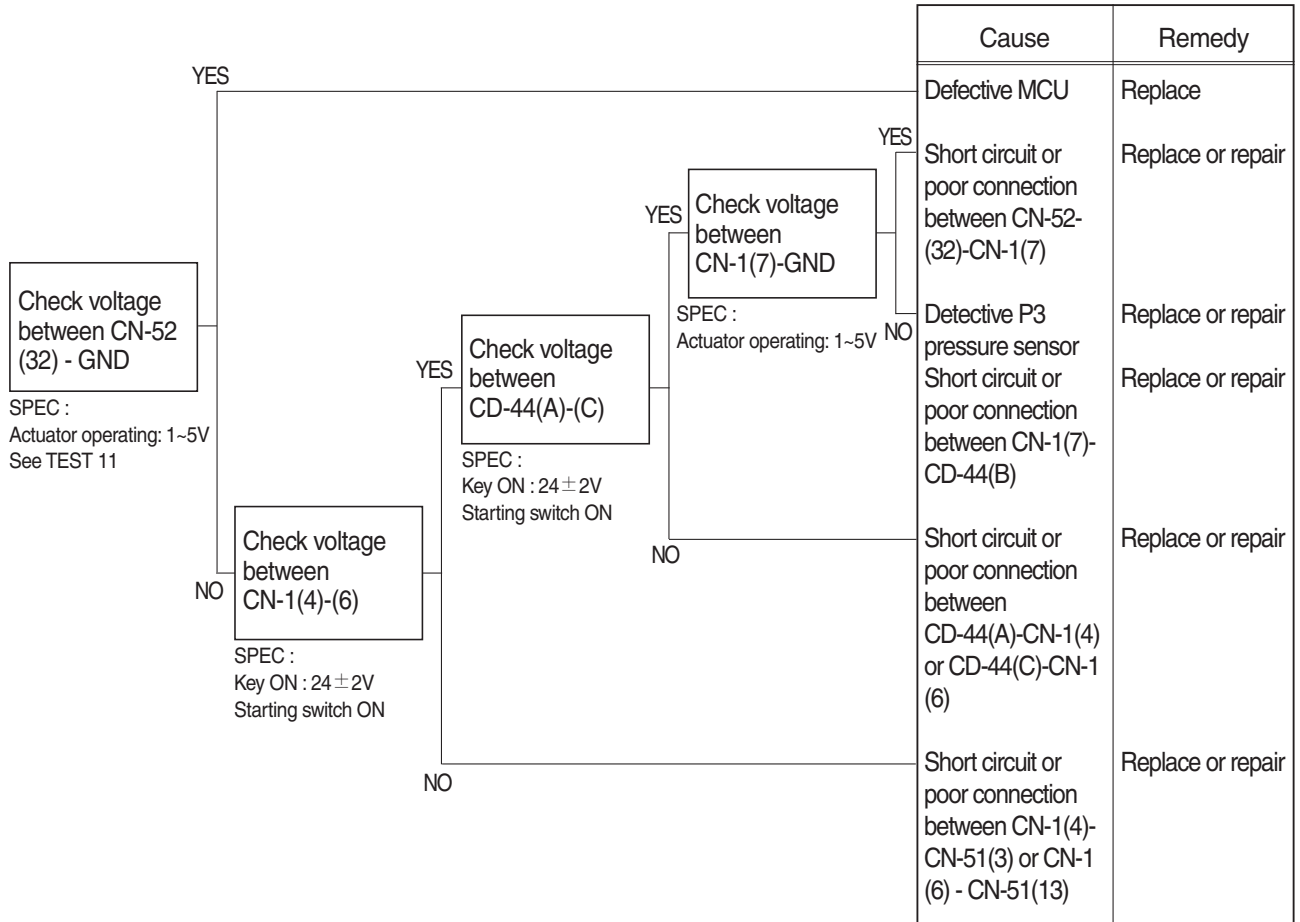 Cause
Remedy
YES
Defective MCU
Replace
YES
Short circuit or
poor connection
between CN-52-
(32)-CN-1(7)
Replace or repair
YES
Check voltage
between
CN-1(7)-GND
SPEC :
Actuator operating: 1~5V
NO
Detective P3
pressure sensor
Replace or repair
Short circuit or
poor connection
between CN-1(7)-
CD-44(B)
Replace or repair
Check voltage
between CN-52
(32) - GND
SPEC :
Actuator operating: 1~5V
See TEST 11
YES
Check voltage
between
CD-44(A)-(C)
SPEC :
Key ON : 24±2V
Starting switch ON
NO
Short circuit or
poor connection
between
CD-44(A)-CN-1(4)
or CD-44(C)-CN-1
(6)
Replace or repair
NO
Check voltage
between
CN-1(4)-(6)
SPEC :
Key ON : 24±2V
Starting switch ON
NO
Short circuit or
poor connection
between CN-1(4)-
CN-51(3) or CN-1
(6) - CN-51(13)
Replace or repair